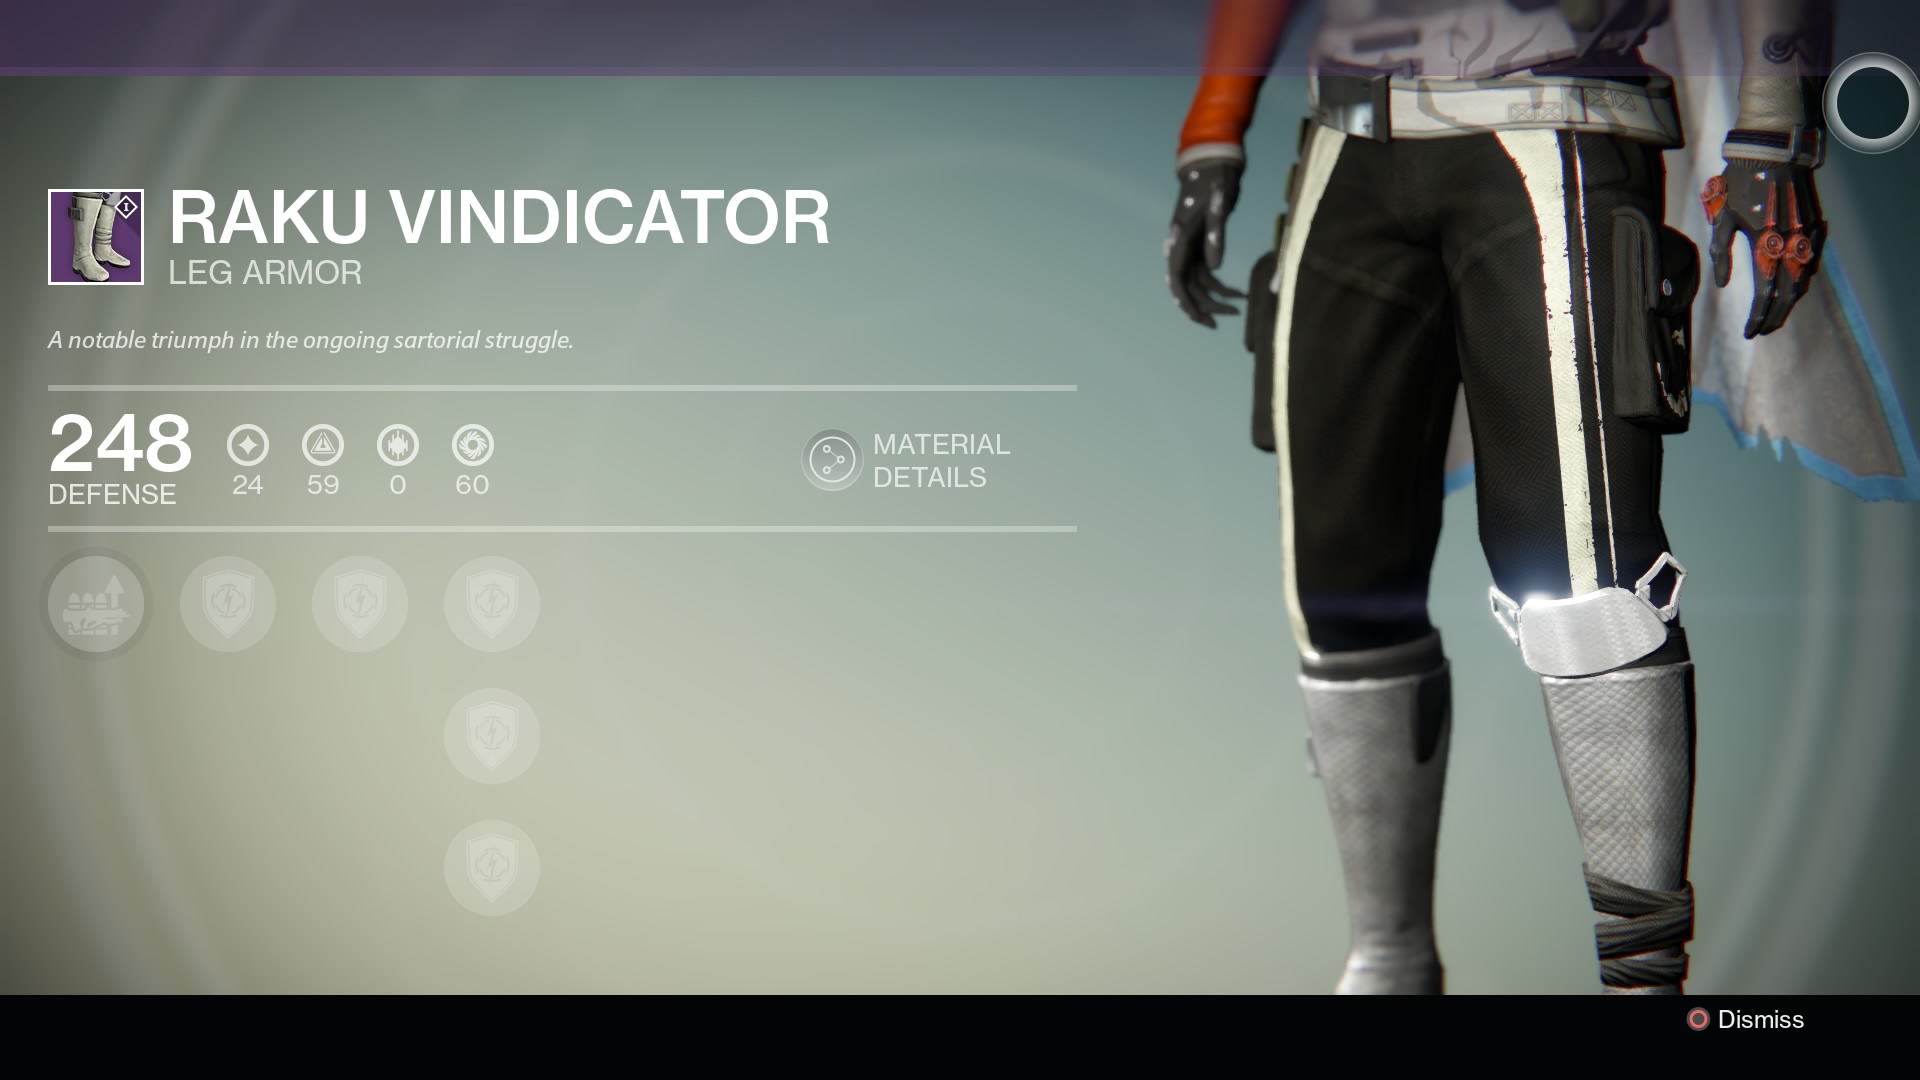 RAKU VINDICATOR
LEG ARMOR
A notable triumph in the ongoing sartorial struggle.
248
DEFENSE
24
59
0
60
MATERIAL
DETAILS
Dismiss